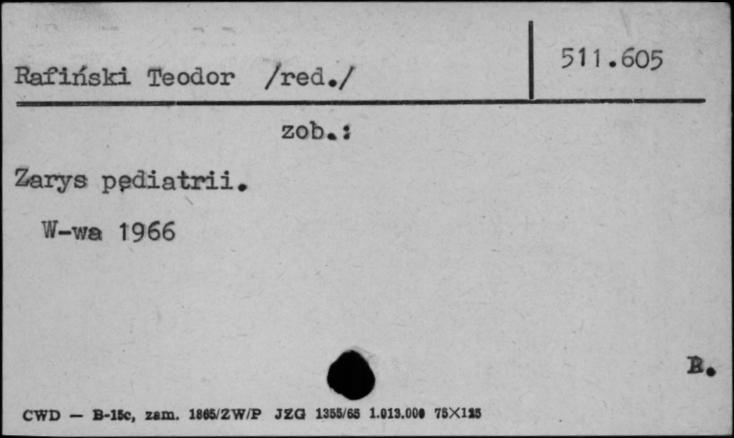 Rafiński Teodor /red./
511.605
zob.:
Zarys pediatrii.
W-wa 1966
R.
CWD — B-15c, zam. 1865/ZW/P JZG 1355/65 1.013.000 75X125